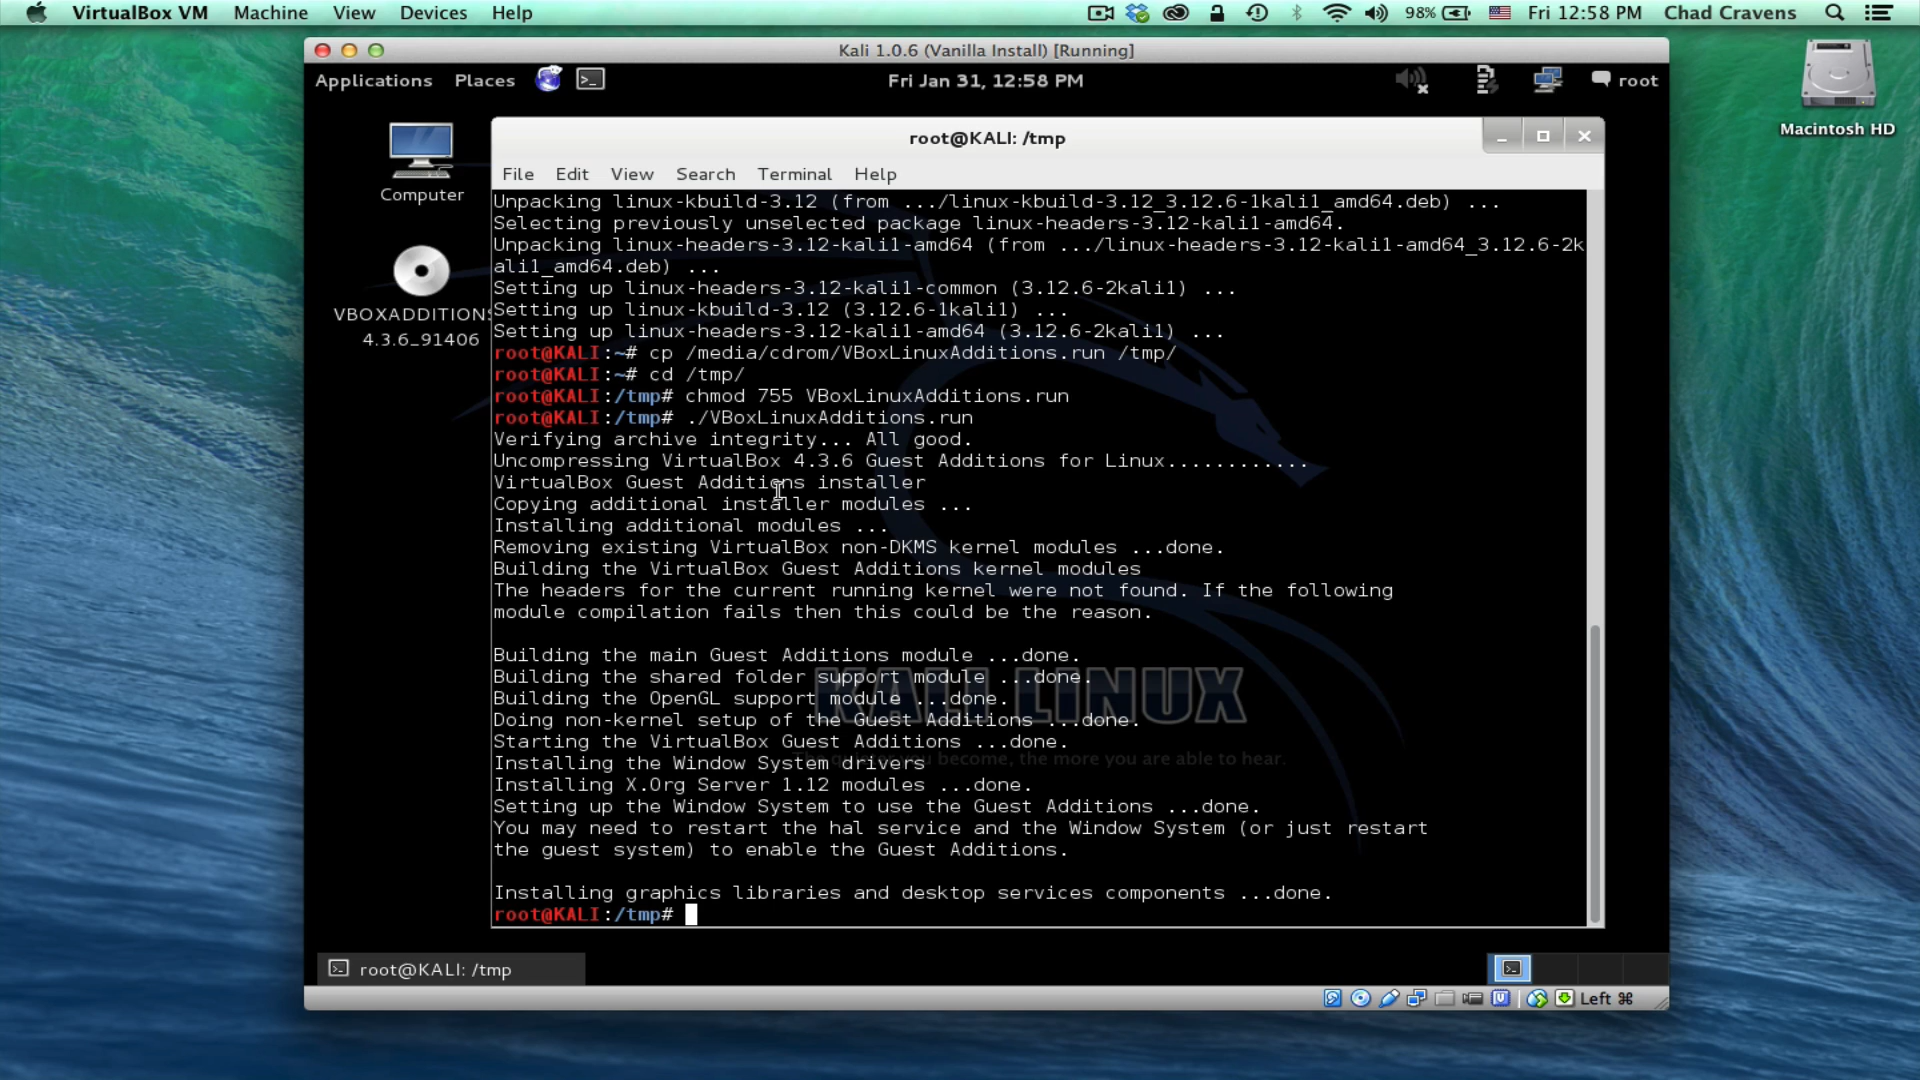 VirtualBox VM Machine View Devices Help 98% Fri 12:58 PM Chad Cravens
Kali 1.0.6 (Vanilla Install) [Running]
Applications Places Fri Jan 31, 12:58 PM root
Macintosh HD
Computer
VBOXADDITIONS
4.3.6_91406
root@KALI: /tmp
File Edit View Search Terminal Help
Unpacking linux-kbuild-3.12 (from .../linux-kbuild-3.12_3.12.6-1kali1_amd64.deb) ...
Selecting previously unselected package linux-headers-3.12-kali1-amd64.
Unpacking linux-headers-3.12-kali1-amd64 (from .../linux-headers-3.12-kali1-amd64_3.12.6-2k
ali1_amd64.deb) ...
Setting up linux-headers-3.12-kali1-common (3.12.6-2kali1) ...
Setting up linux-kbuild-3.12 (3.12.6-1kali1) ...
Setting up linux-headers-3.12-kali1-amd64 (3.12.6-2kali1) ...
root@KALI:~# cp /media/cdrom/VBoxLinuxAdditions.run /tmp/
root@KALI:~# cd /tmp/
root@KALI:/tmp# chmod 755 VBoxLinuxAdditions.run
root@KALI:/tmp# ./VBoxLinuxAdditions.run
Verifying archive integrity... All good.
Uncompressing VirtualBox 4.3.6 Guest Additions for Linux............
VirtualBox Guest Additions installer
Copying additional installer modules ...
Installing additional modules ...
Removing existing VirtualBox non-DKMS kernel modules ...done.
Building the VirtualBox Guest Additions kernel modules
The headers for the current running kernel were not found. If the following
module compilation fails then this could be the reason.
Building the main Guest Additions module ...done.
Building the shared folder support module ...done.
Building the OpenGL support module ...done.
Doing non-kernel setup of the Guest Additions ...done.
Starting the VirtualBox Guest Additions ...done.
Installing the Window System drivers
Installing X.Org Server 1.12 modules ...done.
Setting up the Window System to use the Guest Additions ...done.
You may need to restart the hal service and the Window System (or just restart
the guest system) to enable the Guest Additions.
Installing graphics libraries and desktop services components ...done.
root@KALI:/tmp#
KALI LINUX
become, the more you are able to hear.
root@KALI: /tmp
Left ⌘